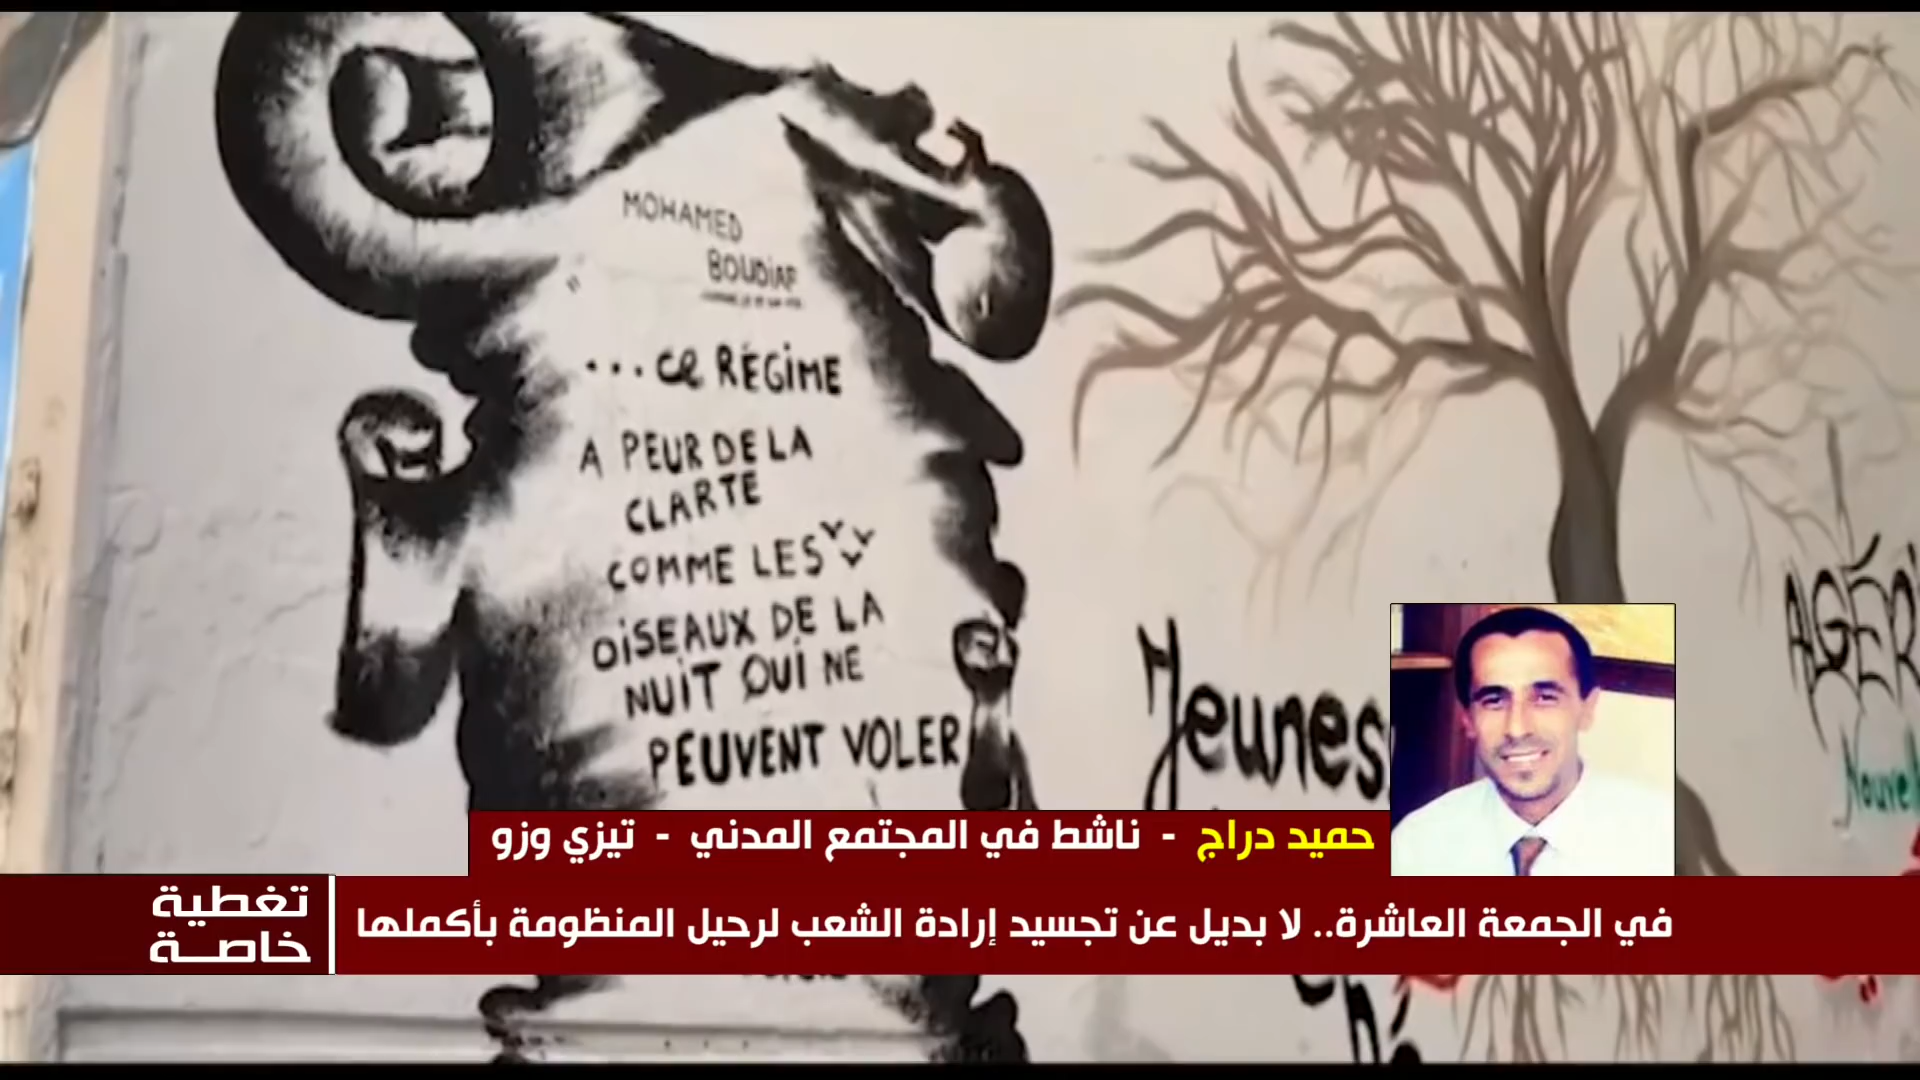 MOHAMED
BOUDIAF
...Ce RÉGIME
A PEUR DE LA
CLARTE
COMME LES
OISEAUX DE LA
NUIT QUI NE
PEUVENT VOLER
Jeunes
AGÉR
Nouvel
حميد دراج - ناشط في المجتمع المدني - تيزي وزو
في الجمعة العاشرة.. لا بديل عن تجسيد إرادة الشعب لرحيل المنظومة بأكملها
تغطية
خاصة